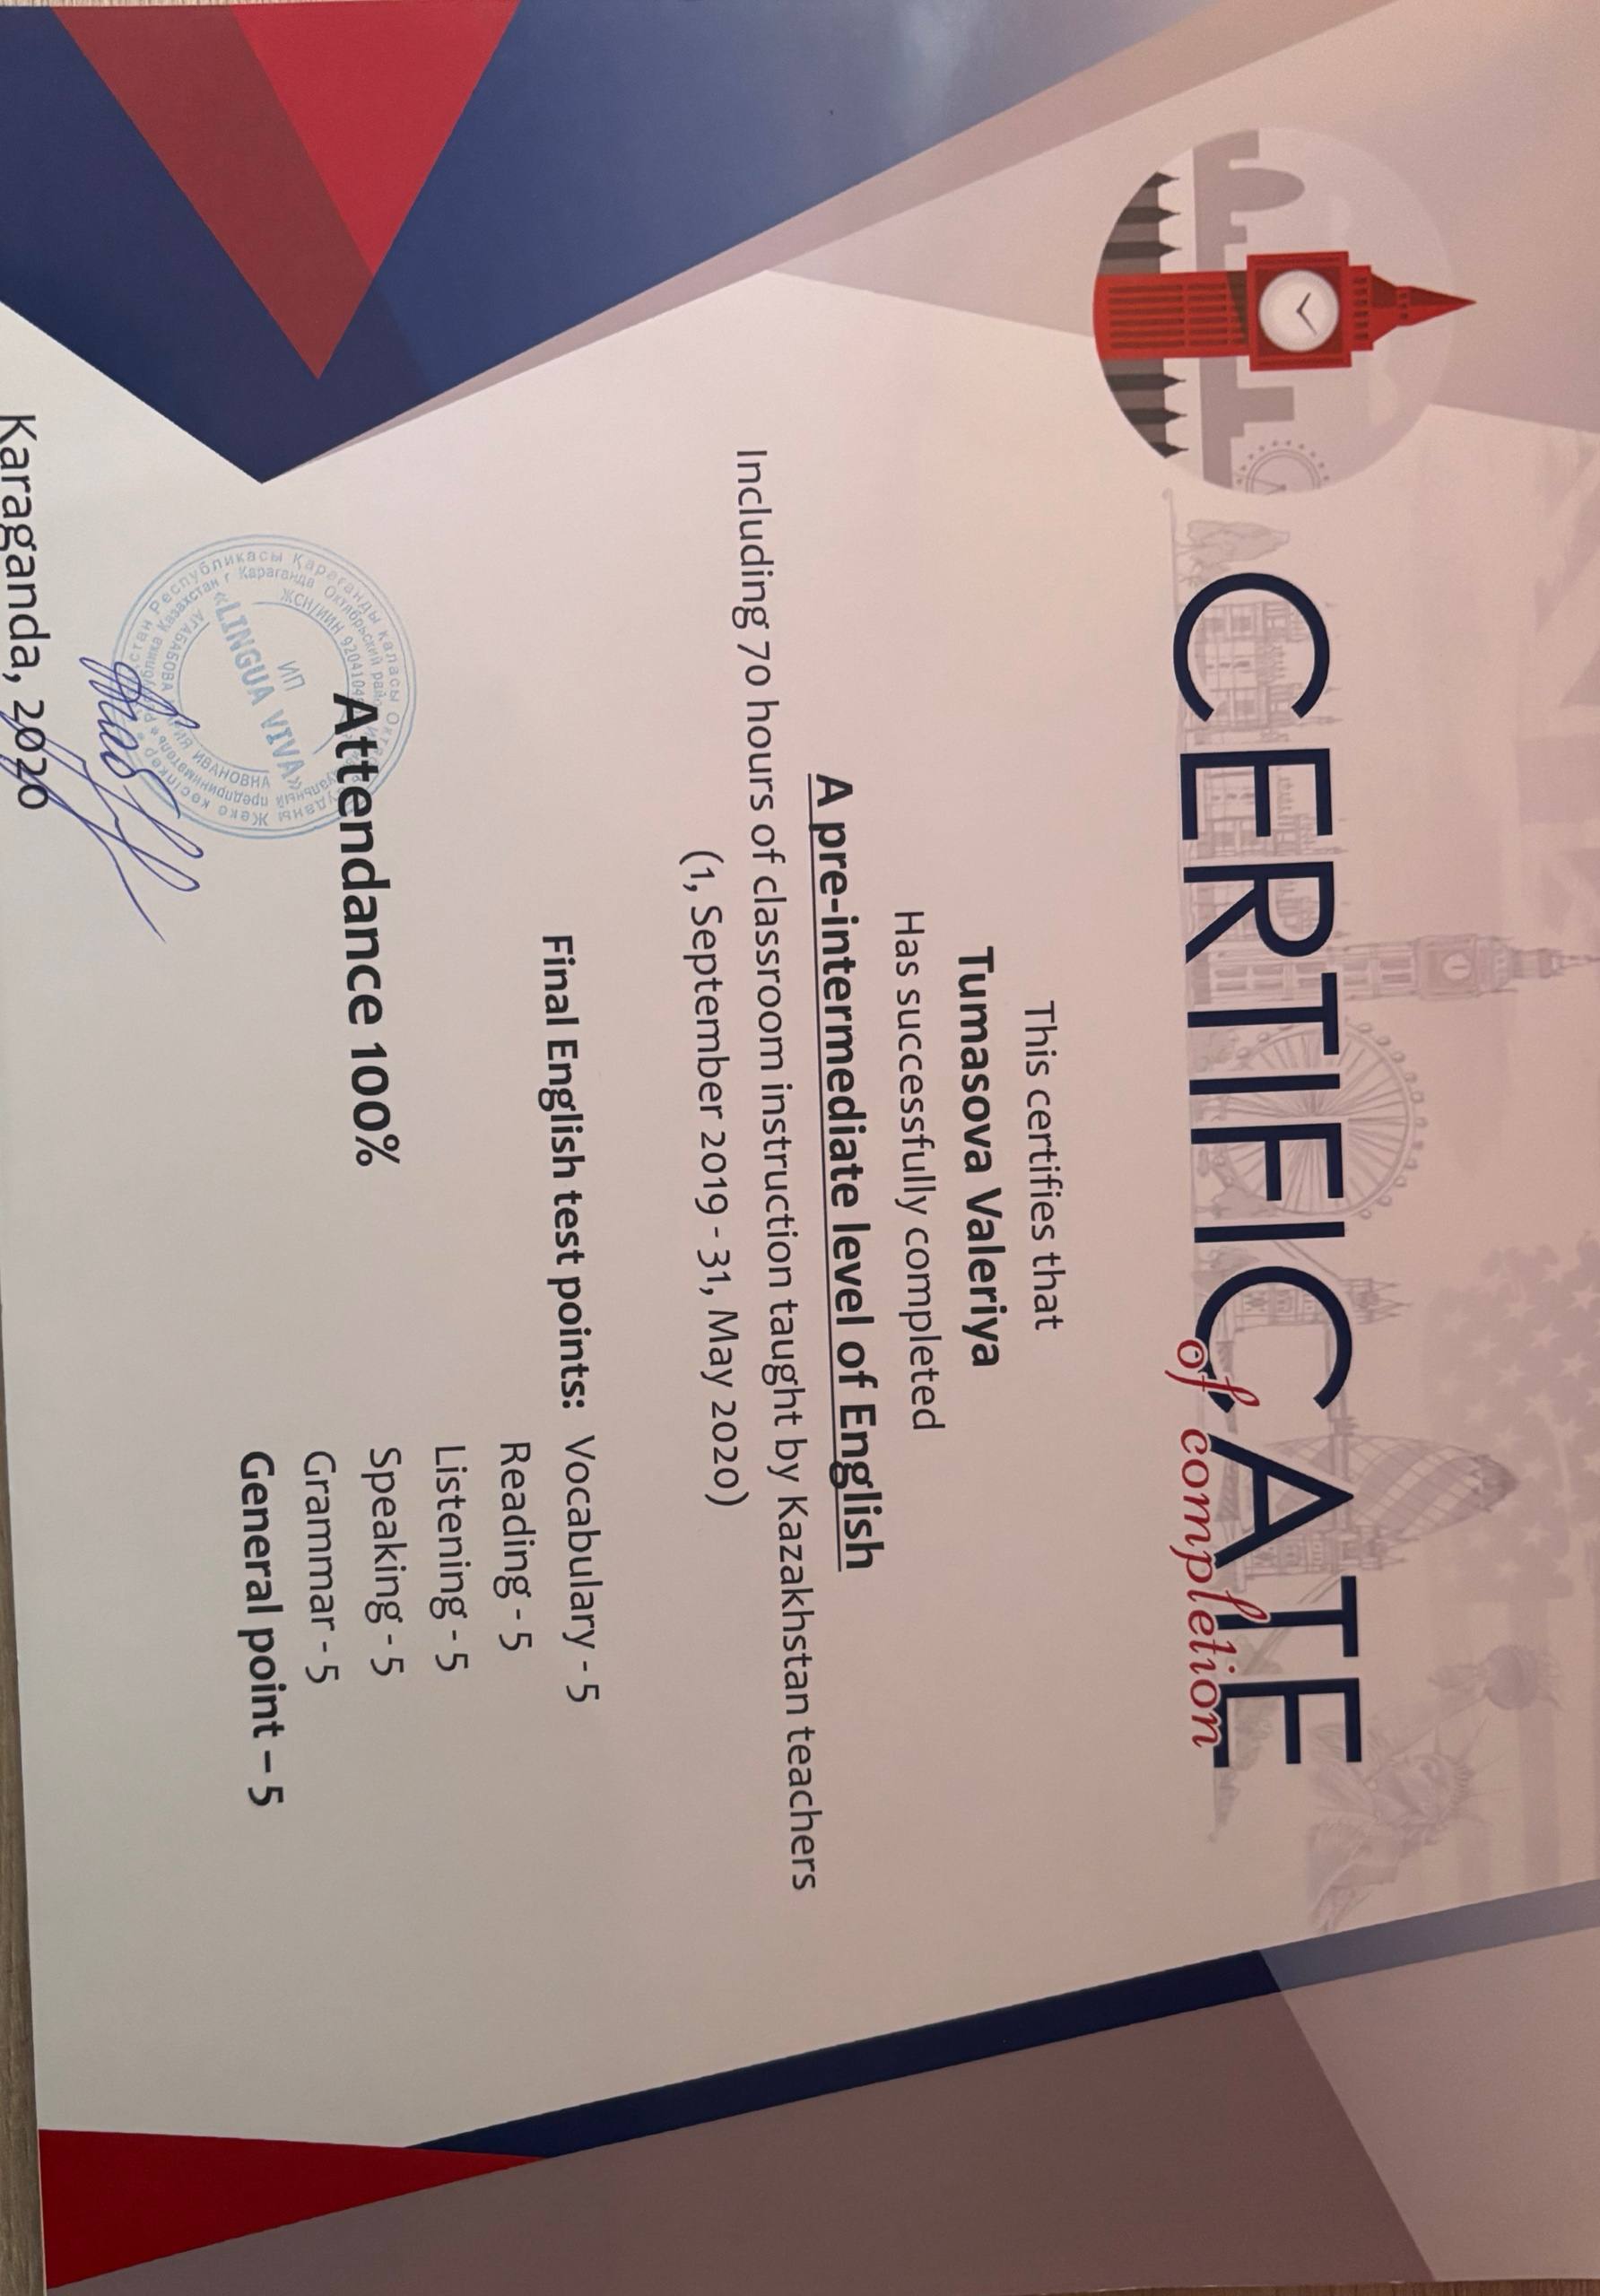 CERTIFICATE
of completion
This certifies that
Tumasova Valeriya
Has successfully completed
A pre-intermediate level of English
Including 70 hours of classroom instruction taught by Kazakhstan teachers
(1, September 2019 - 31, May 2020)
Final English test points: Vocabulary - 5
Reading - 5
Listening - 5
Speaking - 5
Grammar - 5
General point – 5
Attendance 100%
ИП
«LINGUA VIVA»
ИВАНОВНА
Karaganda, 2020